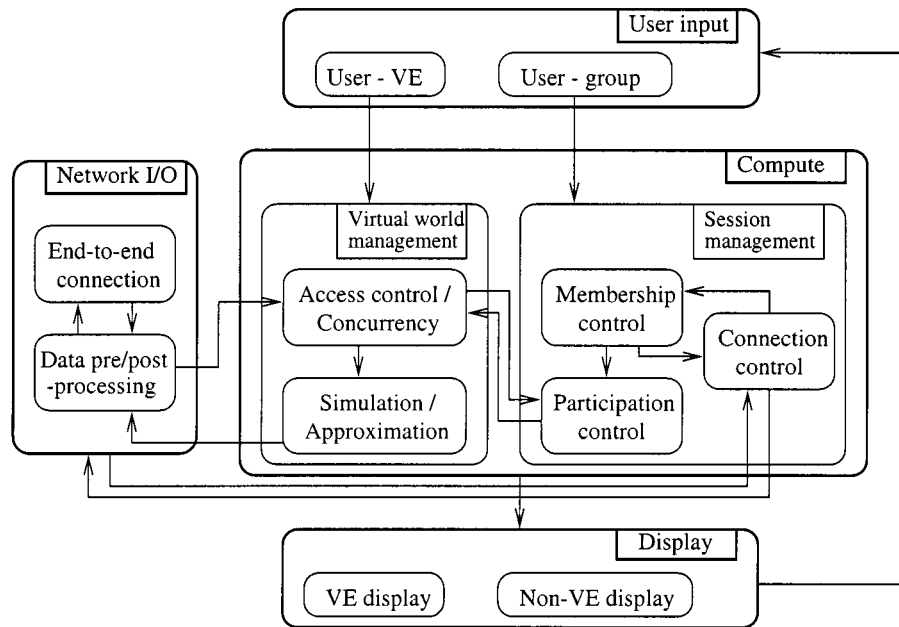 User input
User - VE
User - group
Network I/O
Compute
End-to-end
connection
Data pre/post
-processing
Virtual world
management
Access control /
Concurrency
Simulation /
Approximation
Session
management
Membership
control
Connection
control
Participation
control
Display
VE display
Non-VE display